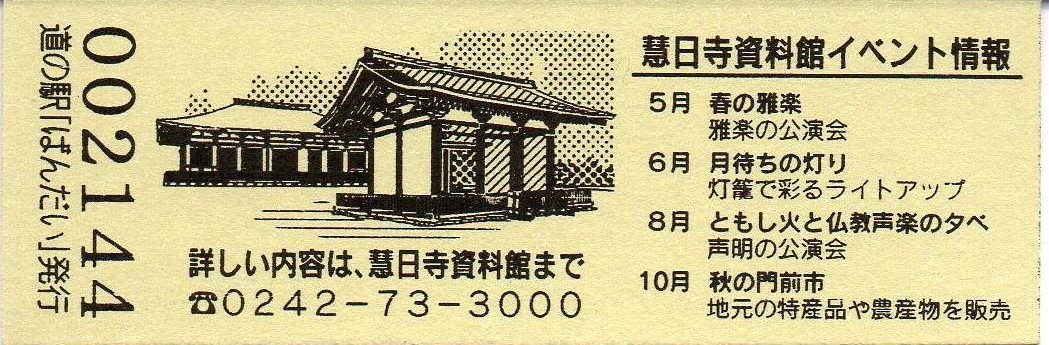 002144
道の駅「ばんだい」発行
詳しい内容は、慧日寺資料館まで
☎0242-73-3000
慧日寺資料館イベント情報
5月 春の雅楽
雅楽の公演会
6月 月待ちの灯り
灯籠で彩るライトアップ
8月 ともし火と仏教声楽の夕べ
声明の公演会
10月 秋の門前市
地元の特産品や農産物を販売